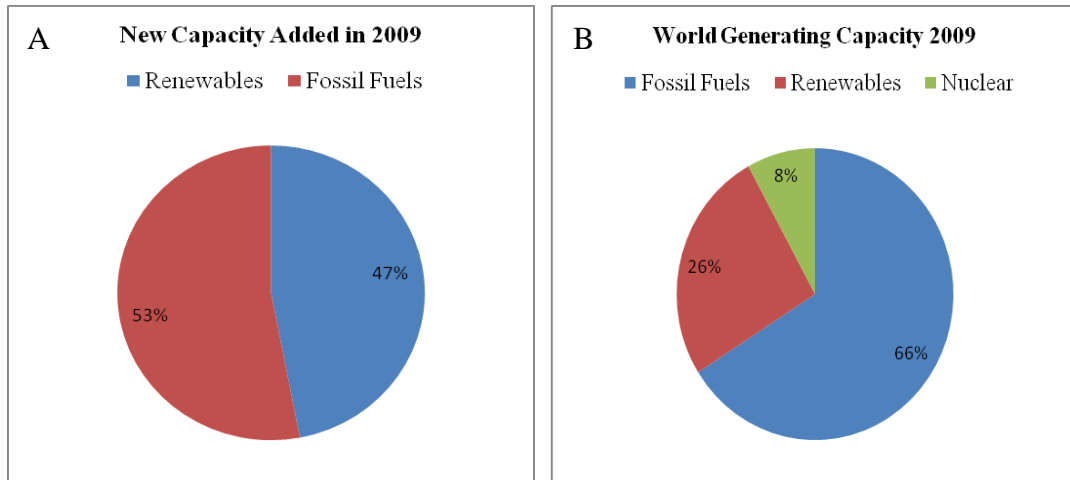 A
New Capacity Added in 2009
Renewables Fossil Fuels
47%
53%
B
World Generating Capacity 2009
Fossil Fuels Renewables Nuclear
8%
26%
66%